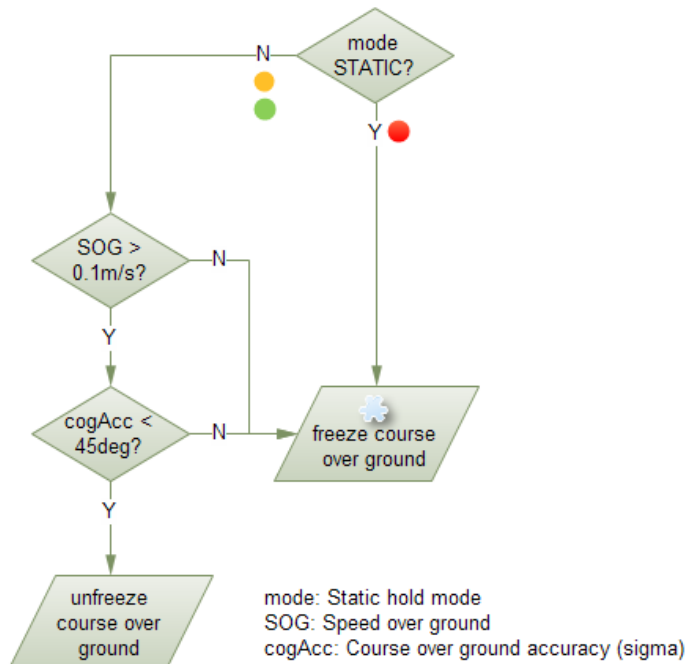 mode
STATIC?
N
Y
SOG >
0.1m/s?
N
Y
cogAcc <
45deg?
N
freeze course
over ground
Y
unfreeze
course over
ground
mode: Static hold mode
SOG: Speed over ground
cogAcc: Course over ground accuracy (sigma)